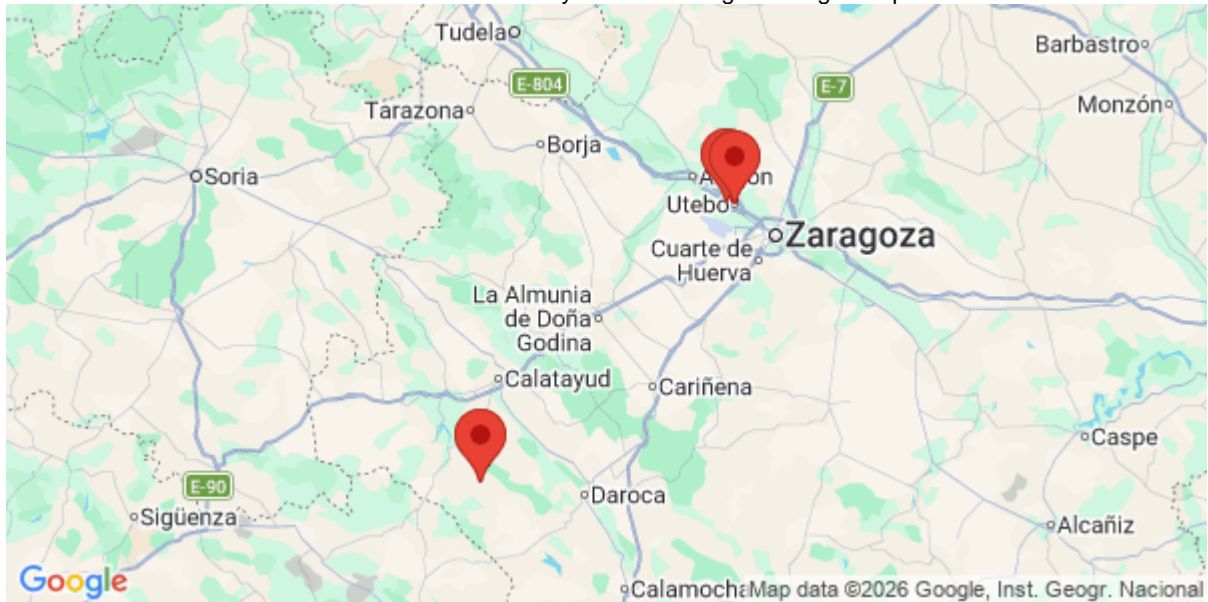 Tudela
Barbastro
E-804
E-7
Tarazona
Monzón
Borja
Soria
Utebo
Zaragoza
Cuarte de
Huerva
La Almunia
de Doña
Godina
Calatayud
Cariñena
Caspe
E-90
Daroca
Sigüenza
Alcañiz
Google
Map data ©2026 Google, Inst. Geogr. Nacional